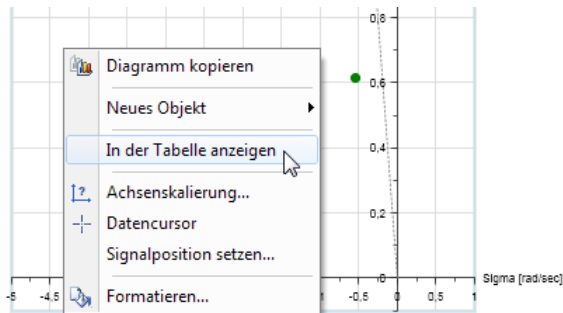 0,8
Diagramm kopieren
0,6
Neues Objekt
In der Tabelle anzeigen
0,4
Achsenskalierung...
Datencursor
0,2
Signalposition setzen...
0
Sigma [rad/sec]
-5 -4,5 1 -0,5 0 0,5 1
Formatieren...